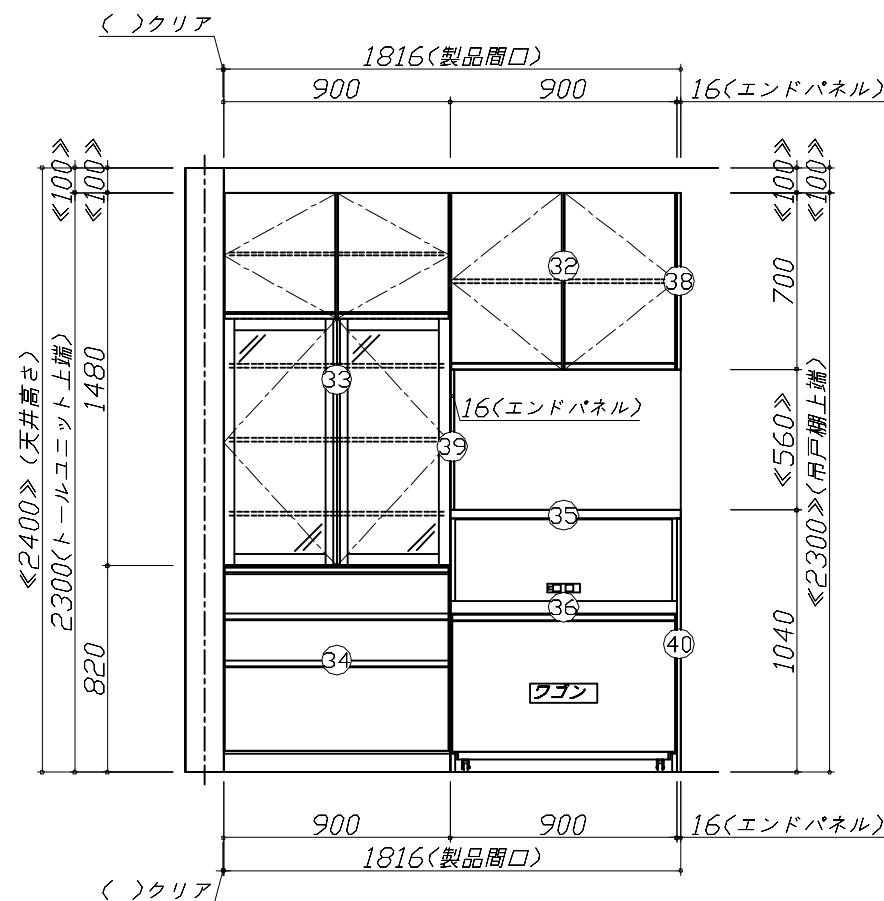 ( )クリア
1816(製品間口)
900
900
16(エンドパネル)
≪100≫
≪100≫
≪100≫
≪100≫
32
38
700
1480
≪2400≫(天井高さ)
2300(トールユニット上端)
33
16(エンドパネル)
39
≪560≫
≪2300≫(吊戸棚上端)
35
36
34
40
820
1040
ワゴン
900
900
16(エンドパネル)
1816(製品間口)
( )クリア